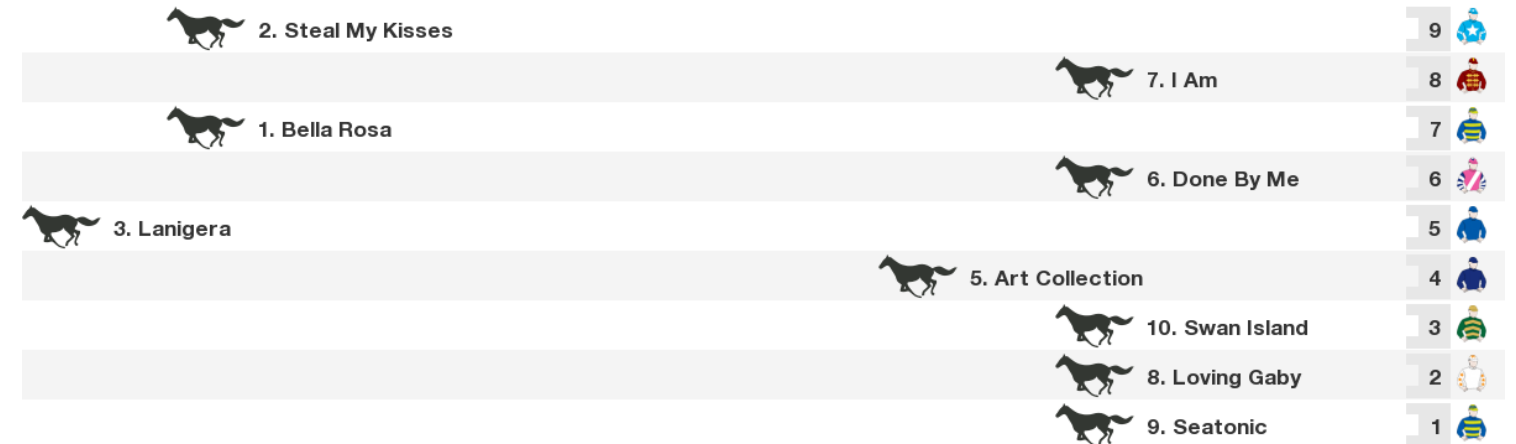 2. Steal My Kisses 9
7. I Am 8
1. Bella Rosa 7
6. Done By Me 6
3. Lanigera 5
5. Art Collection 4
10. Swan Island 3
8. Loving Gaby 2
9. Seatonic 1